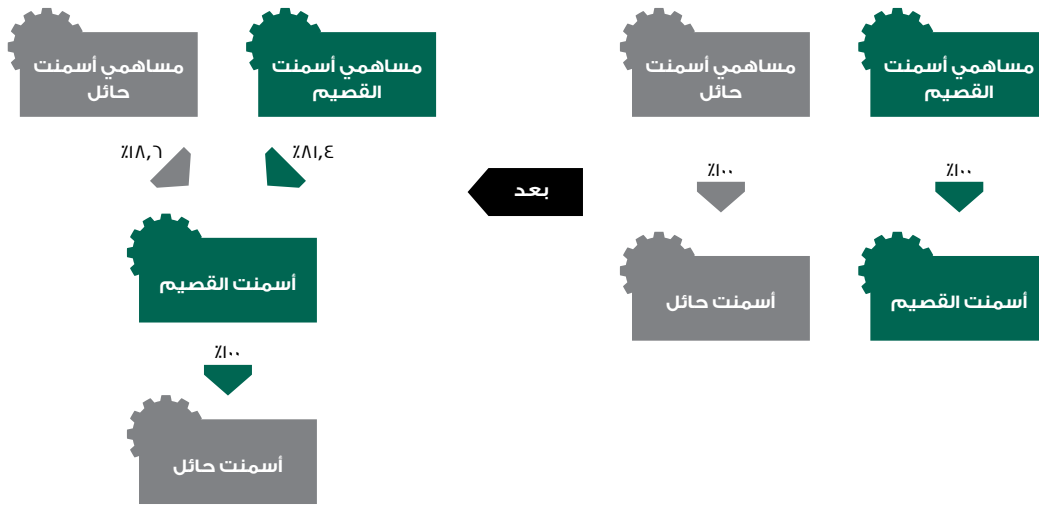 مساهمي أسمنت
القصيم
مساهمي أسمنت
حائل
٪١٠٠
٪١٠٠
أسمنت القصيم
أسمنت حائل
بعد
مساهمي أسمنت
القصيم
مساهمي أسمنت
حائل
٪٨١,٤
٪١٨,٦
أسمنت القصيم
٪١٠٠
أسمنت حائل